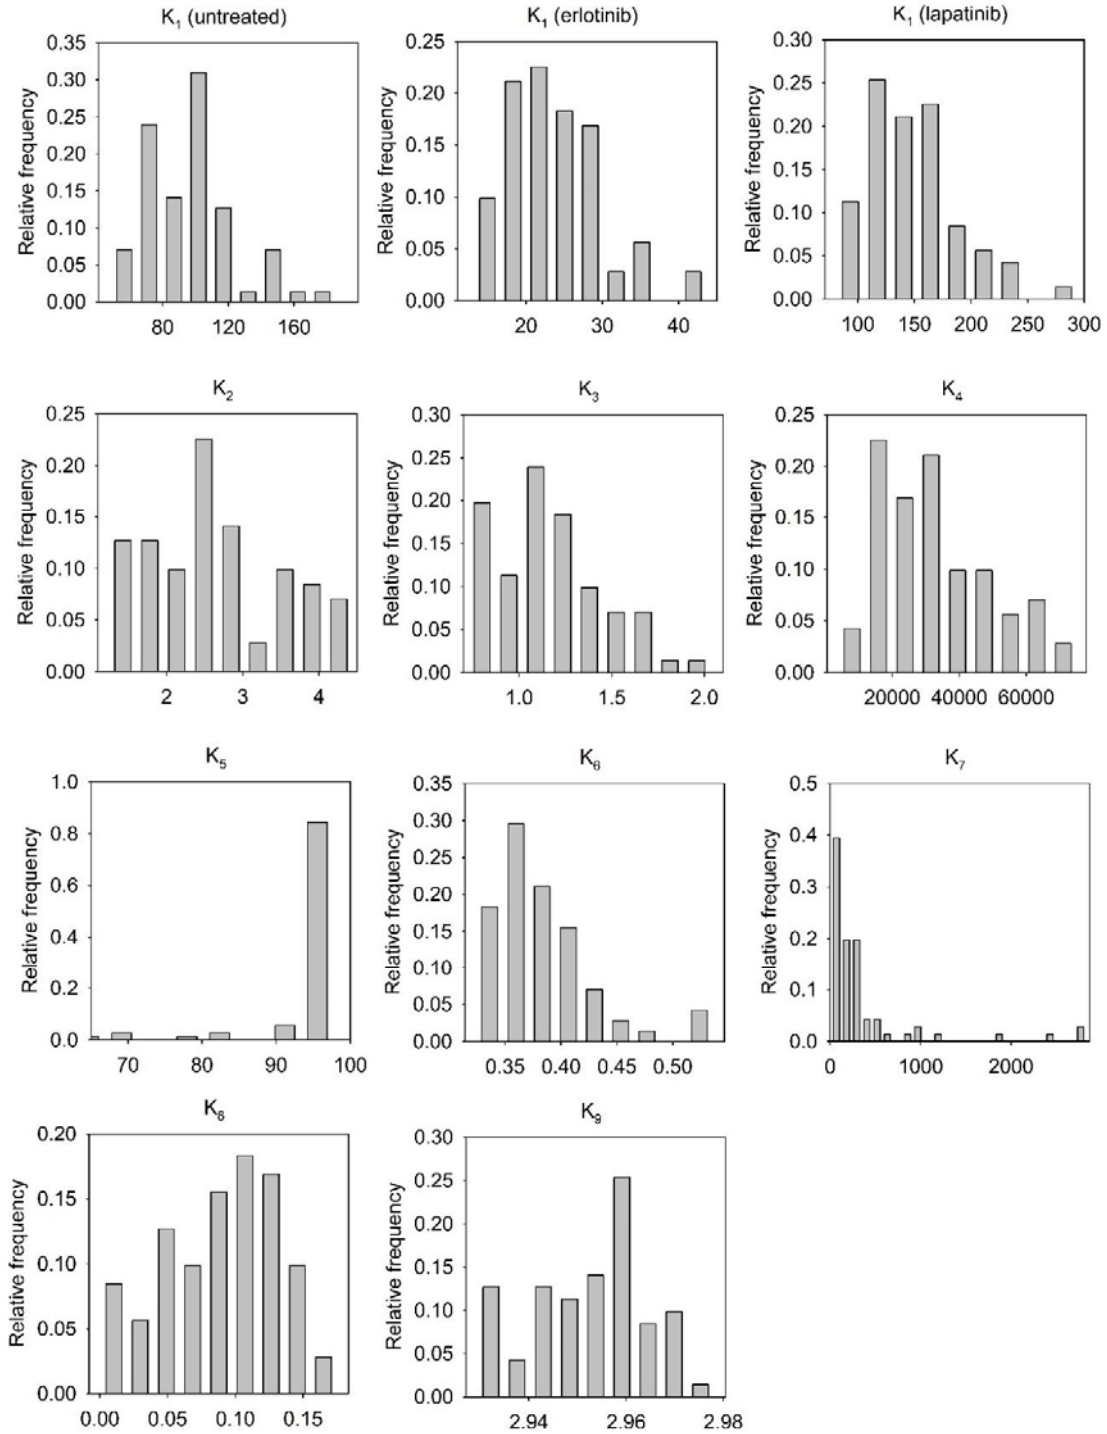 K1 (untreated)
Relative frequency
0.35
0.30
0.25
0.20
0.15
0.10
0.05
0.00
80 120 160
K1 (erlotinib)
Relative frequency
0.25
0.20
0.15
0.10
0.05
0.00
20 30 40
K1 (lapatinib)
Relative frequency
0.30
0.25
0.20
0.15
0.10
0.05
0.00
100 150 200 250 300
K2
Relative frequency
0.25
0.20
0.15
0.10
0.05
0.00
2 3 4
K3
Relative frequency
0.30
0.25
0.20
0.15
0.10
0.05
0.00
1.0 1.5 2.0
K4
Relative frequency
0.25
0.20
0.15
0.10
0.05
0.00
20000 40000 60000
K5
Relative frequency
1.0
0.8
0.6
0.4
0.2
0.0
70 80 90 100
K6
Relative frequency
0.35
0.30
0.25
0.20
0.15
0.10
0.05
0.00
0.35 0.40 0.45 0.50
K7
Relative frequency
0.5
0.4
0.3
0.2
0.1
0.0
0 1000 2000
K8
Relative frequency
0.20
0.15
0.10
0.05
0.00
0.00 0.05 0.10 0.15
K9
Relative frequency
0.30
0.25
0.20
0.15
0.10
0.05
0.00
2.94 2.96 2.98